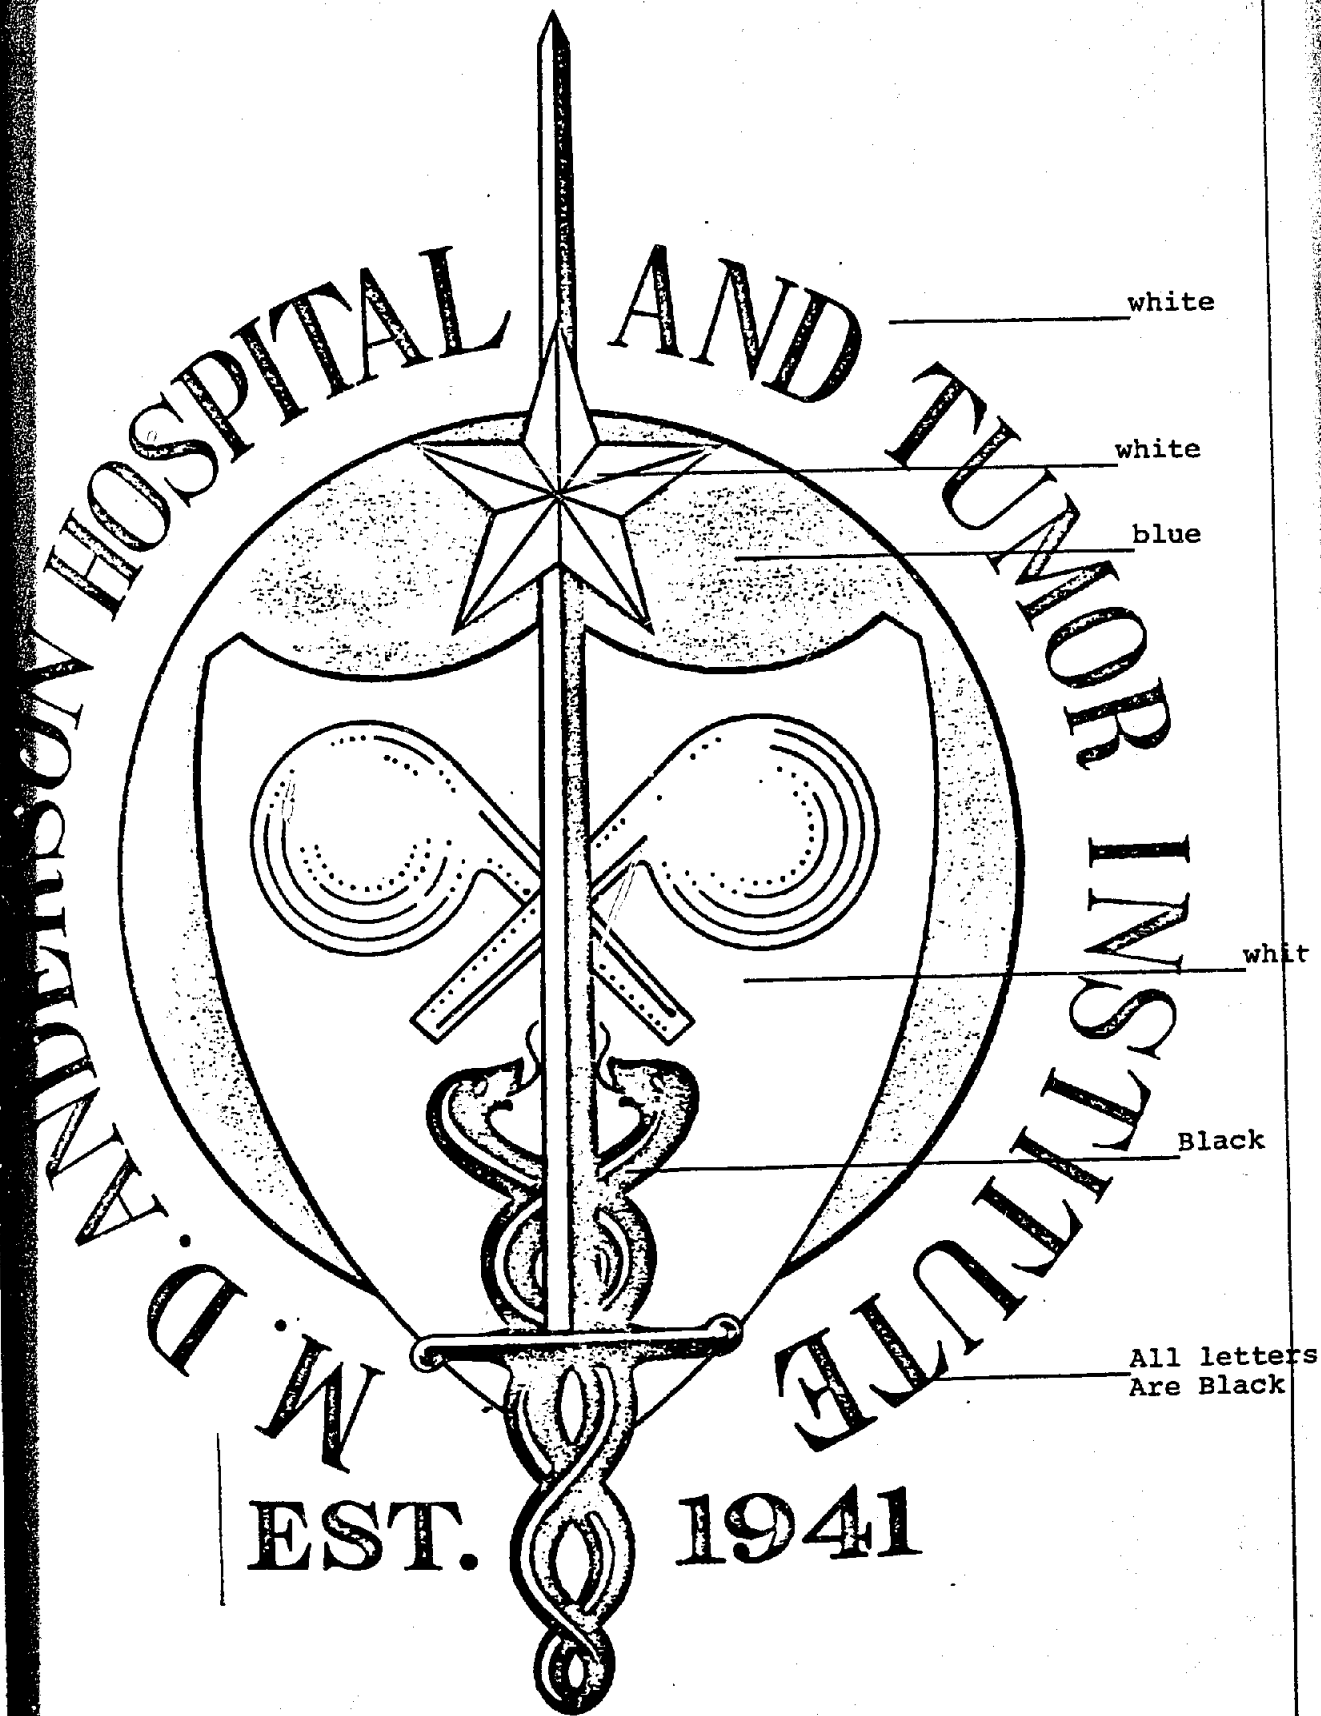 M.D. ANDERSON HOSPITAL AND TUMOR INSTITUTE
EST. 1941
white
white
blue
whit
Black
All letters
Are Black